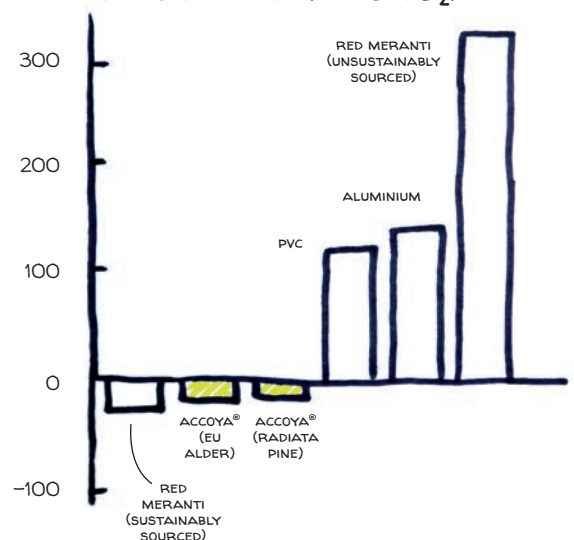 300
200
100
0
-100
RED MERANTI
(UNSUSTAINABLY
SOURCED)
ALUMINIUM
PVC
ACCOYA®
(EU
ALDER)
ACCOYA®
(RADIATA
PINE)
RED
MERANTI
(SUSTAINABLY
SOURCED)